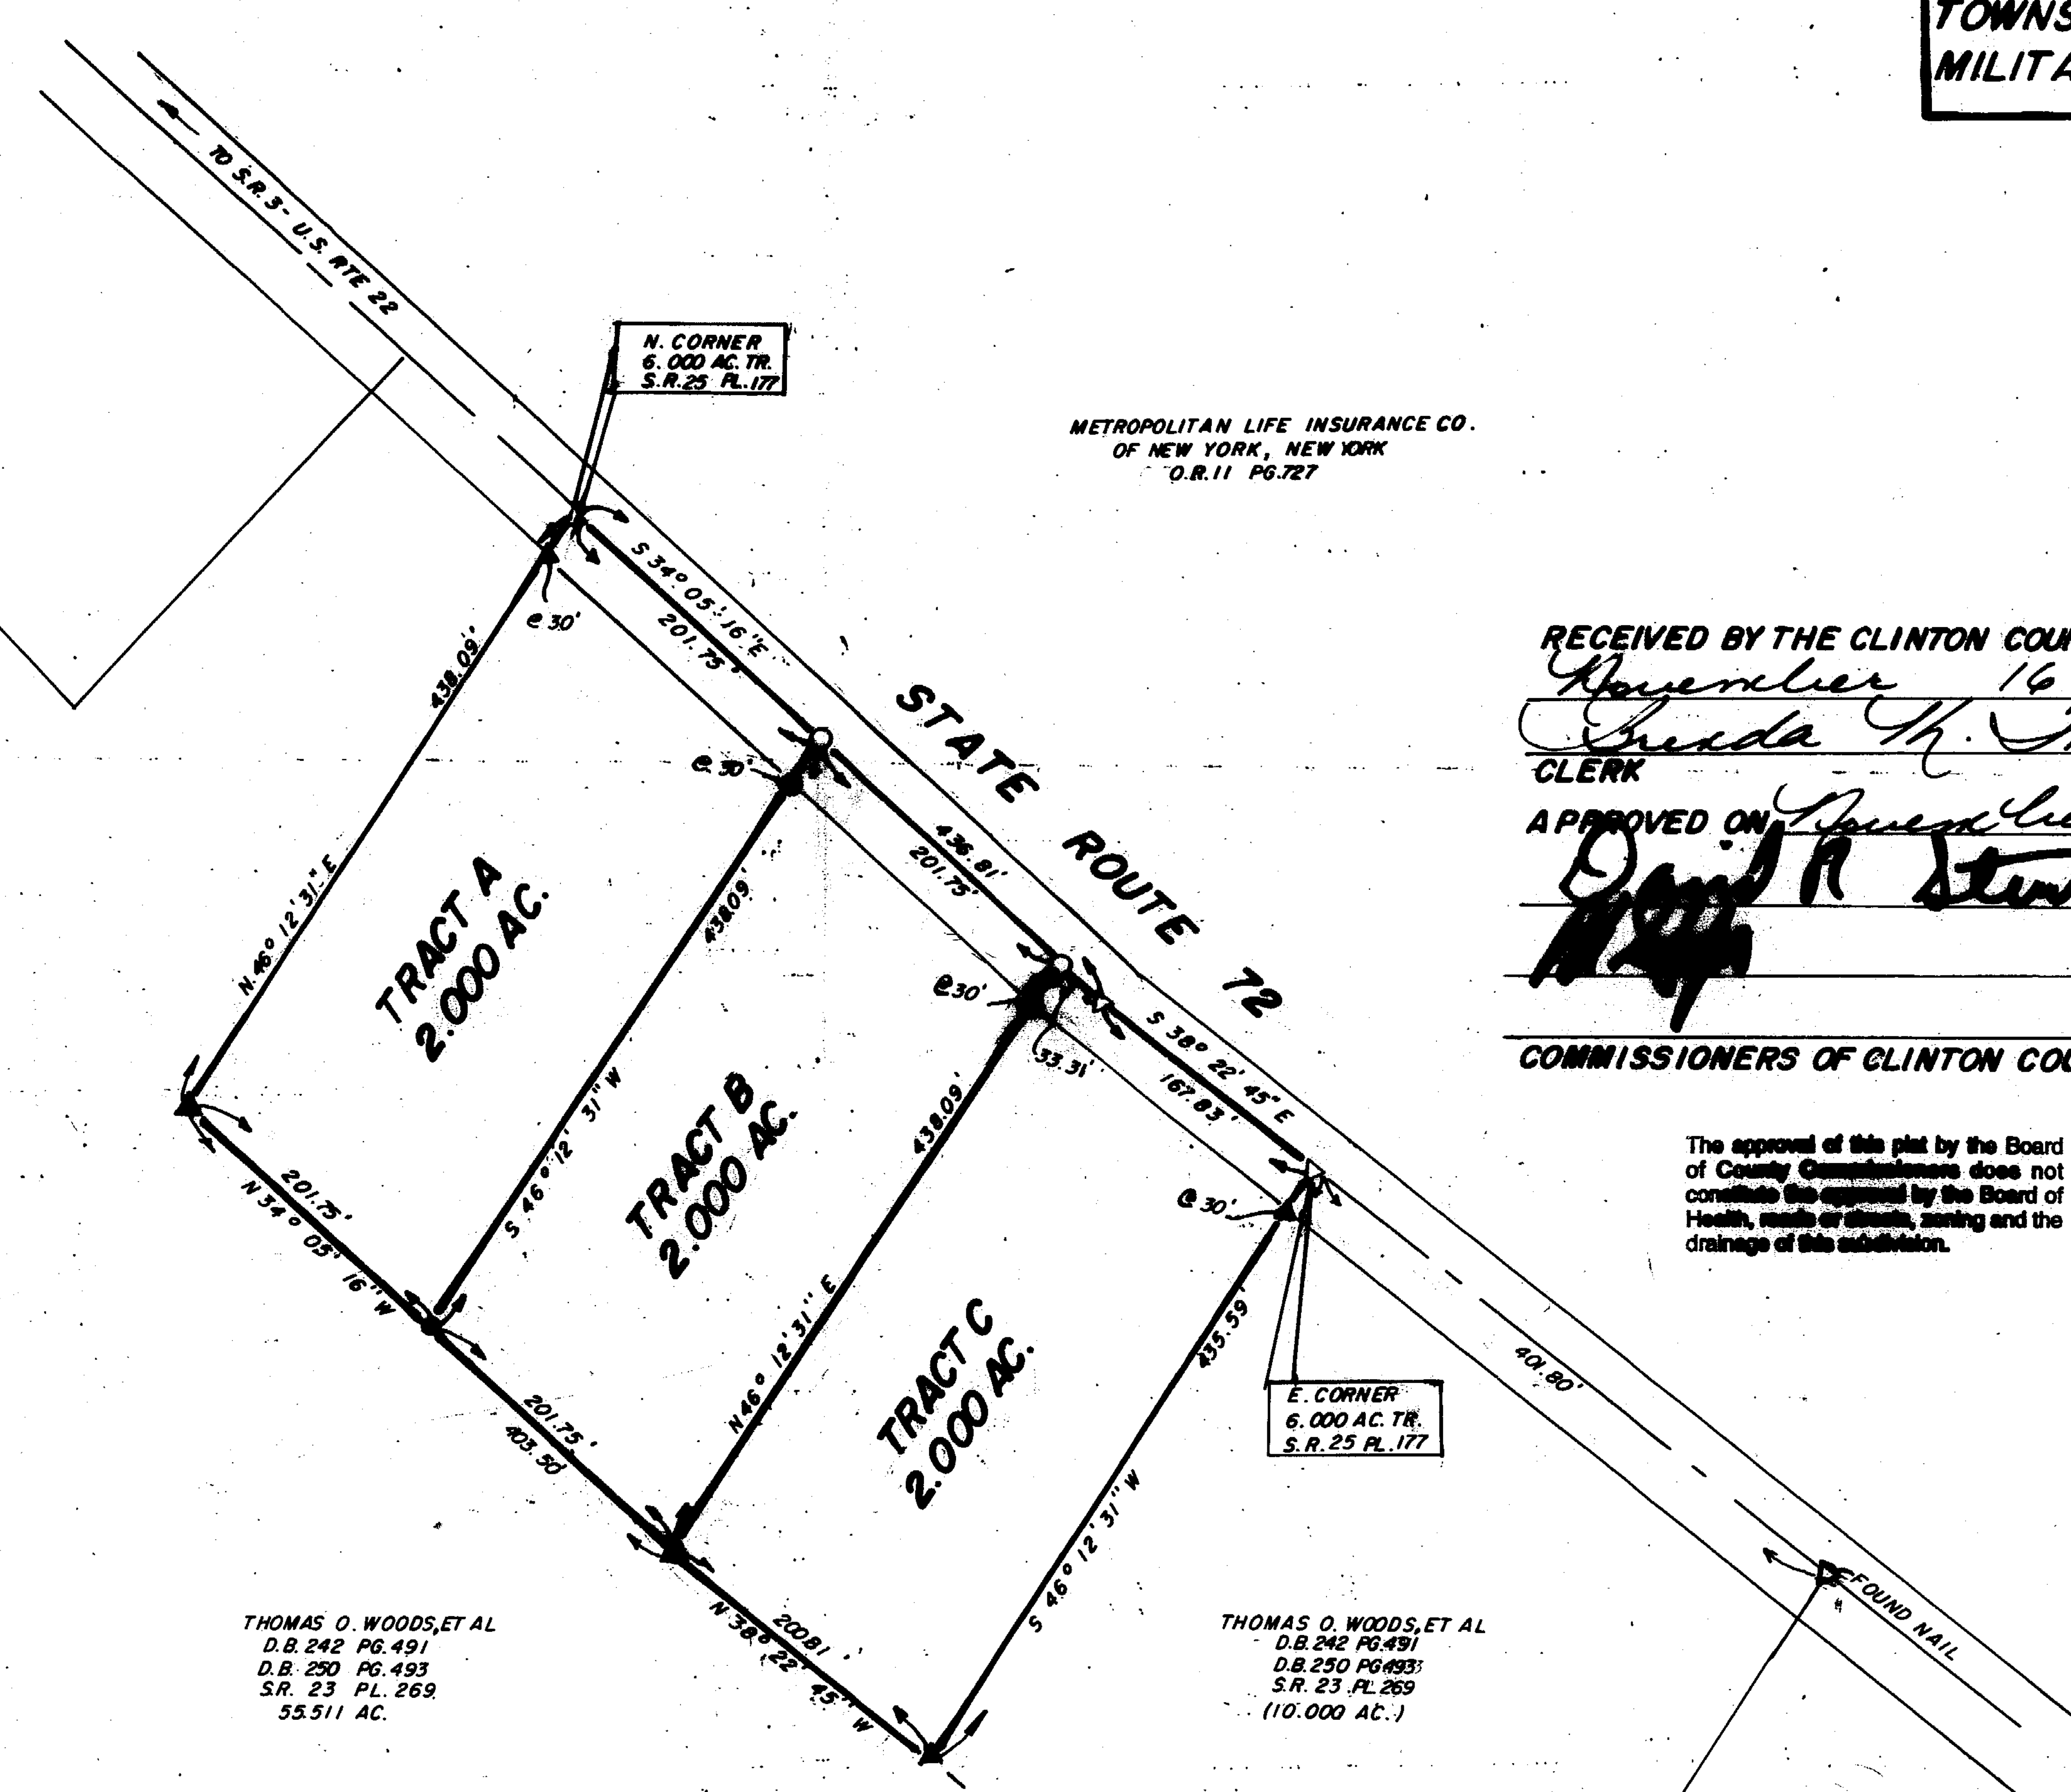 TOWNS
MILITA
TO S.R. 3 - U.S. RTE 22
N. CORNER
6.000 AC. TR.
S.R. 25 PL. 177
METROPOLITAN LIFE INSURANCE CO.
OF NEW YORK, NEW YORK
O.R. 11 PG. 727
S 34° 05' 16" E
201.75'
@ 30'
438.09'
N. 46° 12' 31" E
TRACT A
2.000 AC.
STATE ROUTE 72
@ 30'
438.09'
S 46° 12' 31" W
436.81'
201.75'
RECEIVED BY THE CLINTON COU
November 16
Brenda
CLERK
APPROVED ON
David R
COMMISSIONERS OF CLINTON COU
The approval of this plat by the Board
of County Commissioners does not
constitute the approval by the Board of
Health, roads or streets, zoning and the
drainage of this subdivision.
TRACT B
2.000 AC.
@ 30'
33.31'
438.09'
N 46° 12' 31" E
S 38° 22' 45" E
167.83'
@ 30'
201.75'
N 34° 05' 16" W
TRACT C
2.000 AC.
435.59'
S 46° 12' 31" W
E. CORNER
6.000 AC. TR.
S.R. 25 PL. 177
401.80'
201.75'
403.50'
200.81'
N 38° 22' 45" W
FOUND NAIL
THOMAS O. WOODS, ET AL
D.B. 242 PG. 491
D.B. 250 PG. 493
S.R. 23 PL. 269
55.511 AC.
THOMAS O. WOODS, ET AL
D.B. 242 PG. 491
D.B. 250 PG 493
S.R. 23 PL. 269
(10.000 AC.)